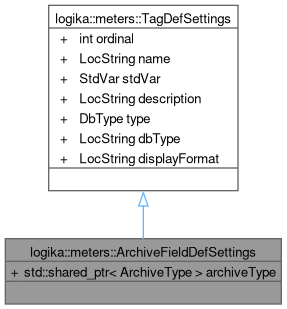 logika::meters::TagDefSettings
+ int ordinal
+ LocString name
+ StdVar stdVar
+ LocString description
+ DbType type
+ LocString dbType
+ LocString displayFormat
logika::meters::ArchiveFieldDefSettings
+ std::shared_ptr< ArchiveType > archiveType